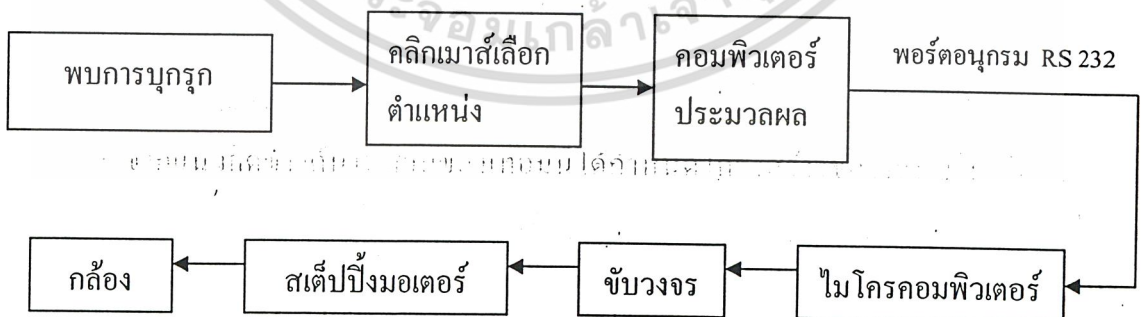 พบการบุกรุก
คลิกเมาส์เลือก
ตำแหน่ง
คอมพิวเตอร์
ประมวลผล
พอร์ตอนุกรม RS 232
กล้อง
สเต็ปปิ้งมอเตอร์
ขับวงจร
ไมโครคอมพิวเตอร์